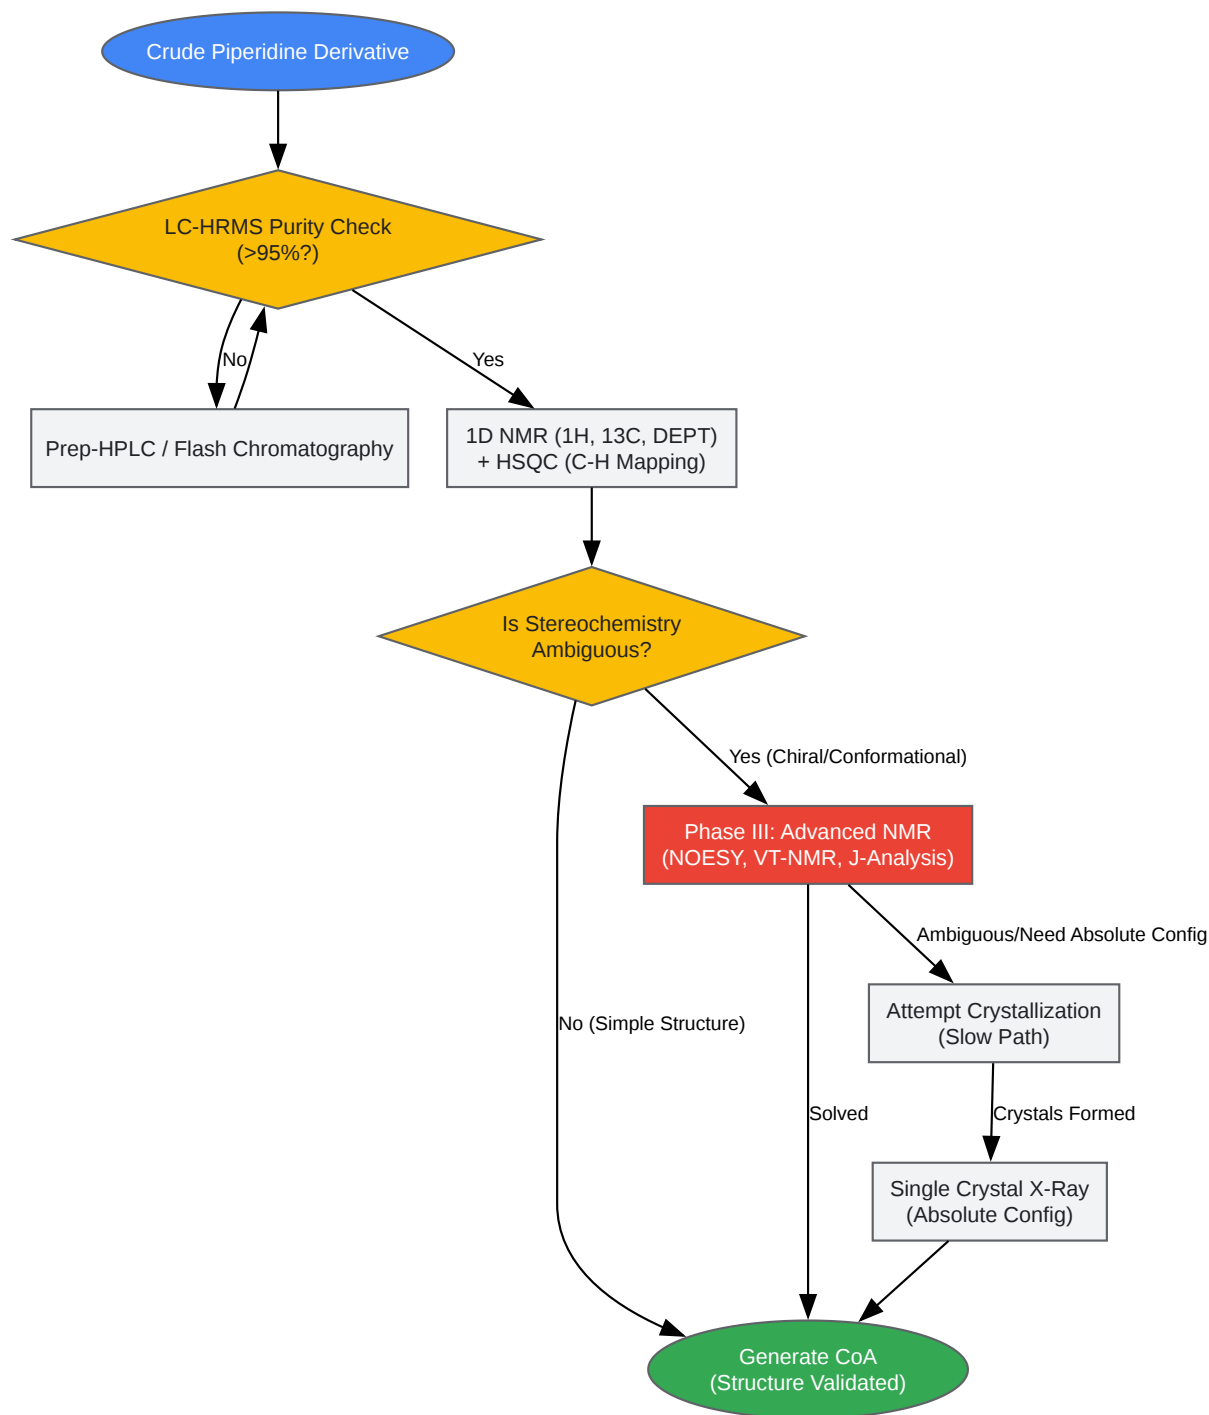 Crude Piperidine Derivative
LC-HRMS Purity Check
(>95%?)
No
Yes
Prep-HPLC / Flash Chromatography
1D NMR (1H, 13C, DEPT)
+ HSQC (C-H Mapping)
Is Stereochemistry
Ambiguous?
Yes (Chiral/Conformational)
Phase III: Advanced NMR
(NOESY, VT-NMR, J-Analysis)
Ambiguous/Need Absolute Config
Attempt Crystallization
(Slow Path)
No (Simple Structure)
Solved
Crystals Formed
Single Crystal X-Ray
(Absolute Config)
Generate CoA
(Structure Validated)